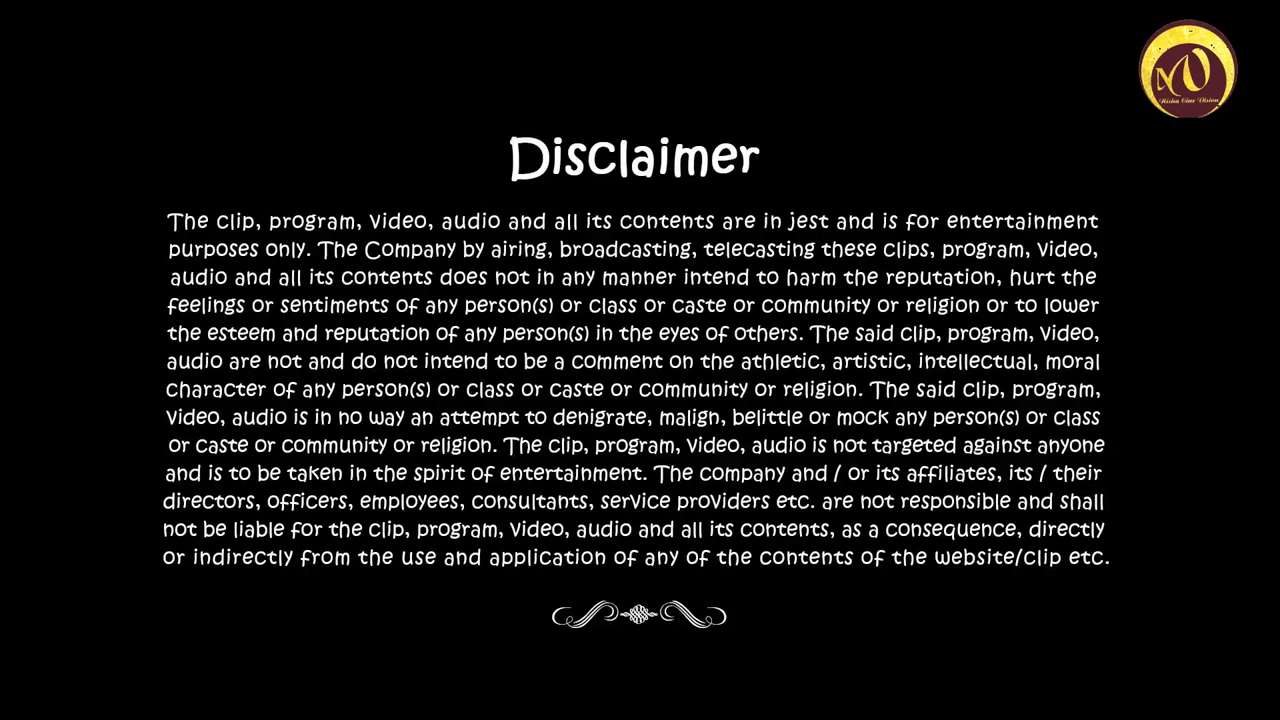 Nisha Cine Vision
Disclaimer
The clip, program, video, audio and all its contents are in jest and is for entertainment
purposes only. The Company by airing, broadcasting, telecasting these clips, program, video,
audio and all its contents does not in any manner intend to harm the reputation, hurt the
feelings or sentiments of any person(s) or class or caste or community or religion or to lower
the esteem and reputation of any person(s) in the eyes of others. The said clip, program, video,
audio are not and do not intend to be a comment on the athletic, artistic, intellectual, moral
character of any person(s) or class or caste or community or religion. The said clip, program,
video, audio is in no way an attempt to denigrate, malign, belittle or mock any person(s) or class
or caste or community or religion. The clip, program, video, audio is not targeted against anyone
and is to be taken in the spirit of entertainment. The company and / or its affiliates, its / their
directors, officers, employees, consultants, service providers etc. are not responsible and shall
not be liable for the clip, program, video, audio and all its contents, as a consequence, directly
or indirectly from the use and application of any of the contents of the website/clip etc.